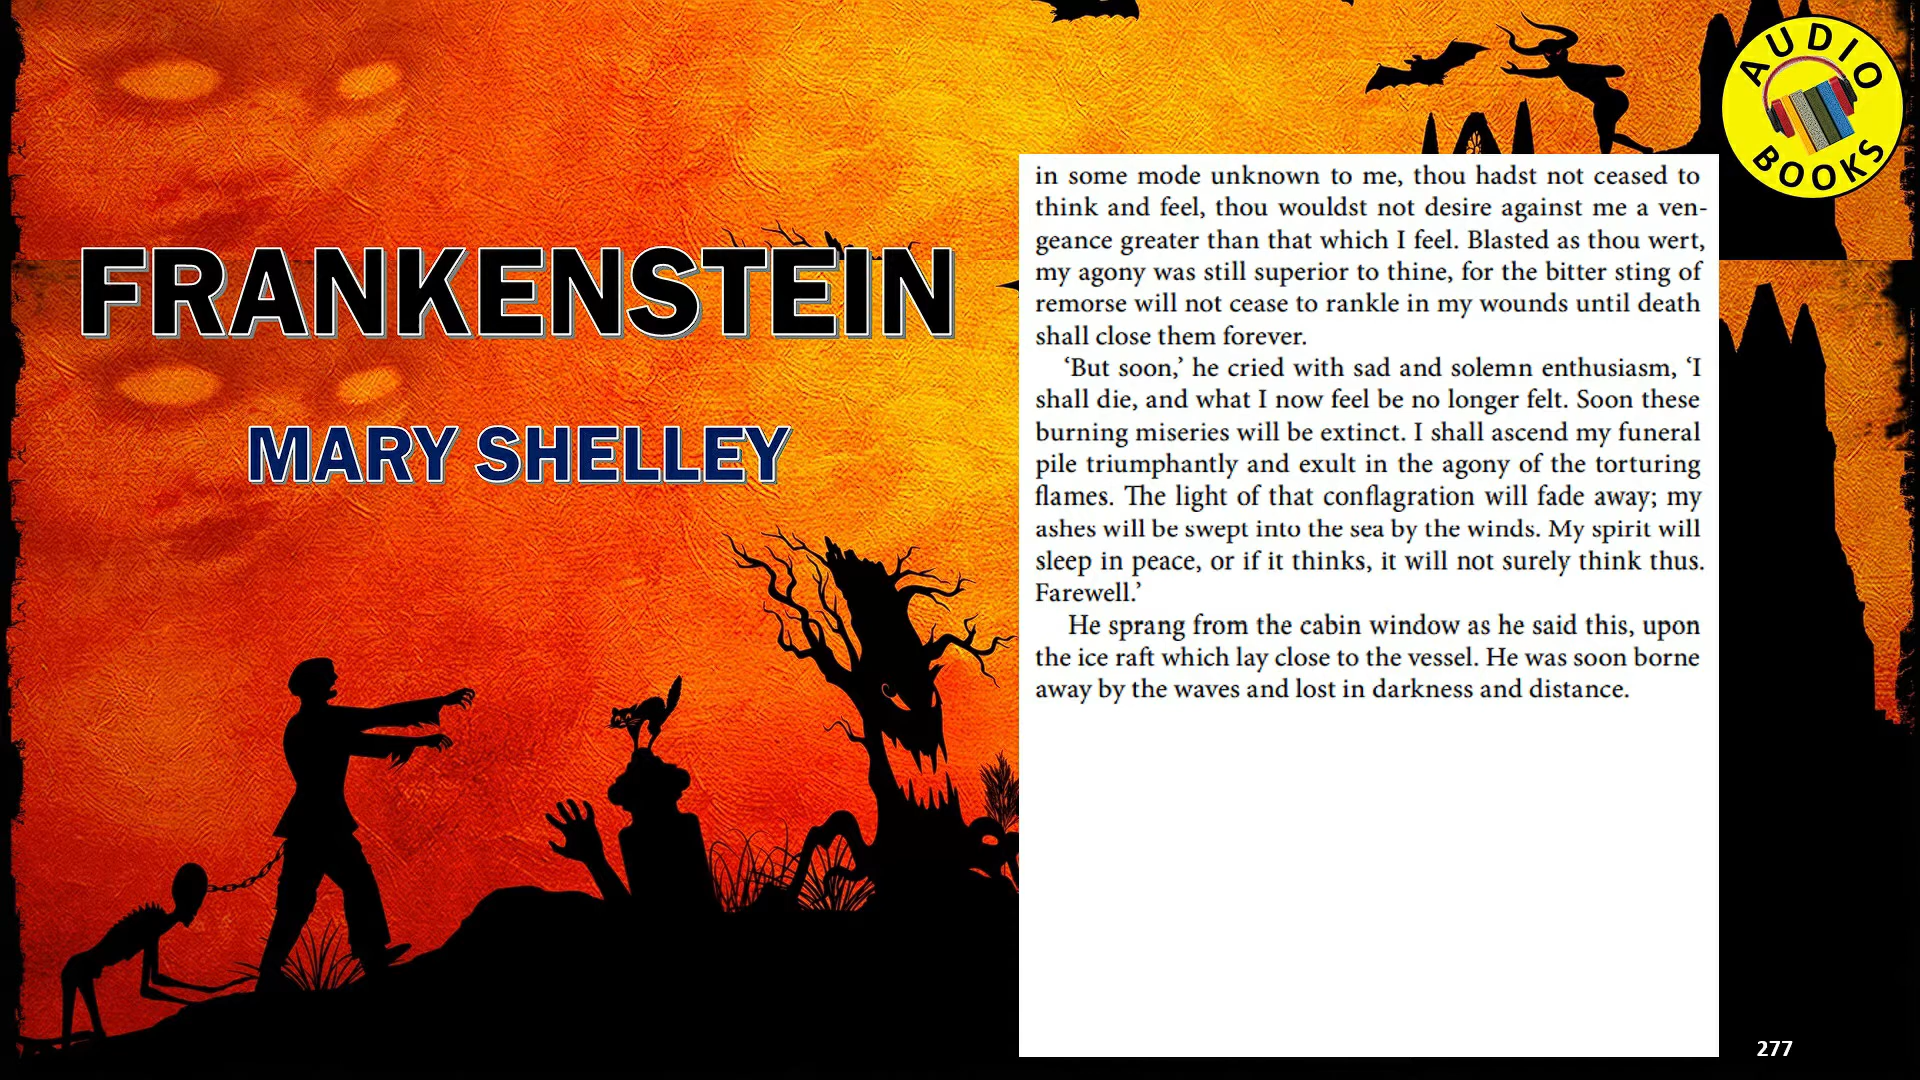 FRANKENSTEIN
MARY SHELLEY
AUDIO
BOOKS
in some mode unknown to me, thou hadst not ceased to
think and feel, thou wouldst not desire against me a ven-
geance greater than that which I feel. Blasted as thou wert,
my agony was still superior to thine, for the bitter sting of
remorse will not cease to rankle in my wounds until death
shall close them forever.
‘But soon,’ he cried with sad and solemn enthusiasm, ‘I
shall die, and what I now feel be no longer felt. Soon these
burning miseries will be extinct. I shall ascend my funeral
pile triumphantly and exult in the agony of the torturing
flames. The light of that conflagration will fade away; my
ashes will be swept into the sea by the winds. My spirit will
sleep in peace, or if it thinks, it will not surely think thus.
Farewell.’
He sprang from the cabin window as he said this, upon
the ice raft which lay close to the vessel. He was soon borne
away by the waves and lost in darkness and distance.
277